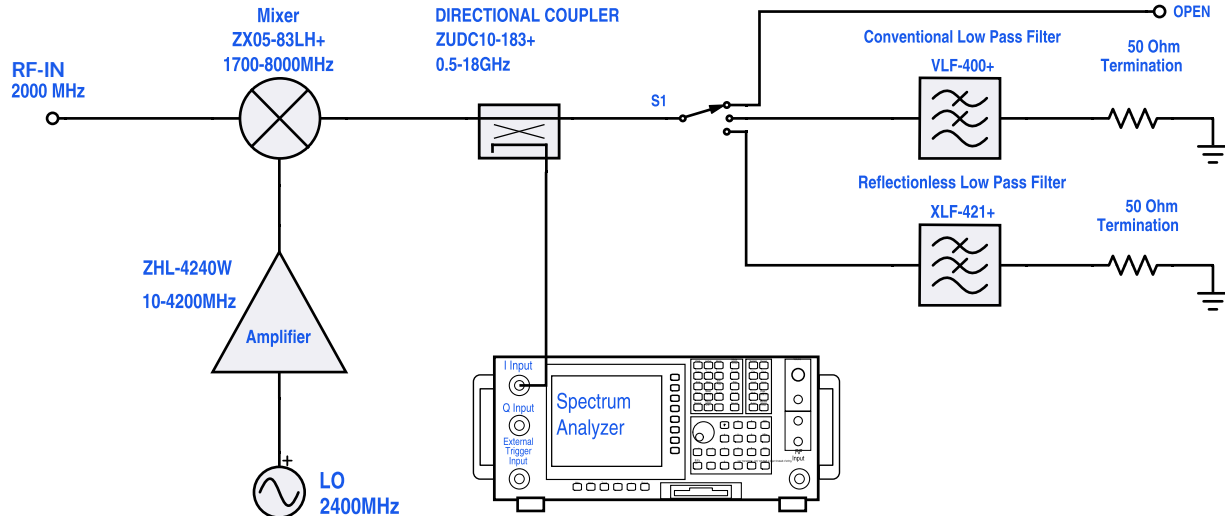 Mixer
ZX05-83LH+
1700-8000MHz
DIRECTIONAL COUPLER
ZUDC10-183+
0.5-18GHz
OPEN
Conventional Low Pass Filter
VLF-400+
50 Ohm
Termination
RF-IN
2000 MHz
S1
Reflectionless Low Pass Filter
XLF-421+
50 Ohm
Termination
ZHL-4240W
10-4200MHz
Amplifier
I Input
Q Input
External
Trigger
Input
Spectrum
Analyzer
RF
Input
+
LO
2400MHz